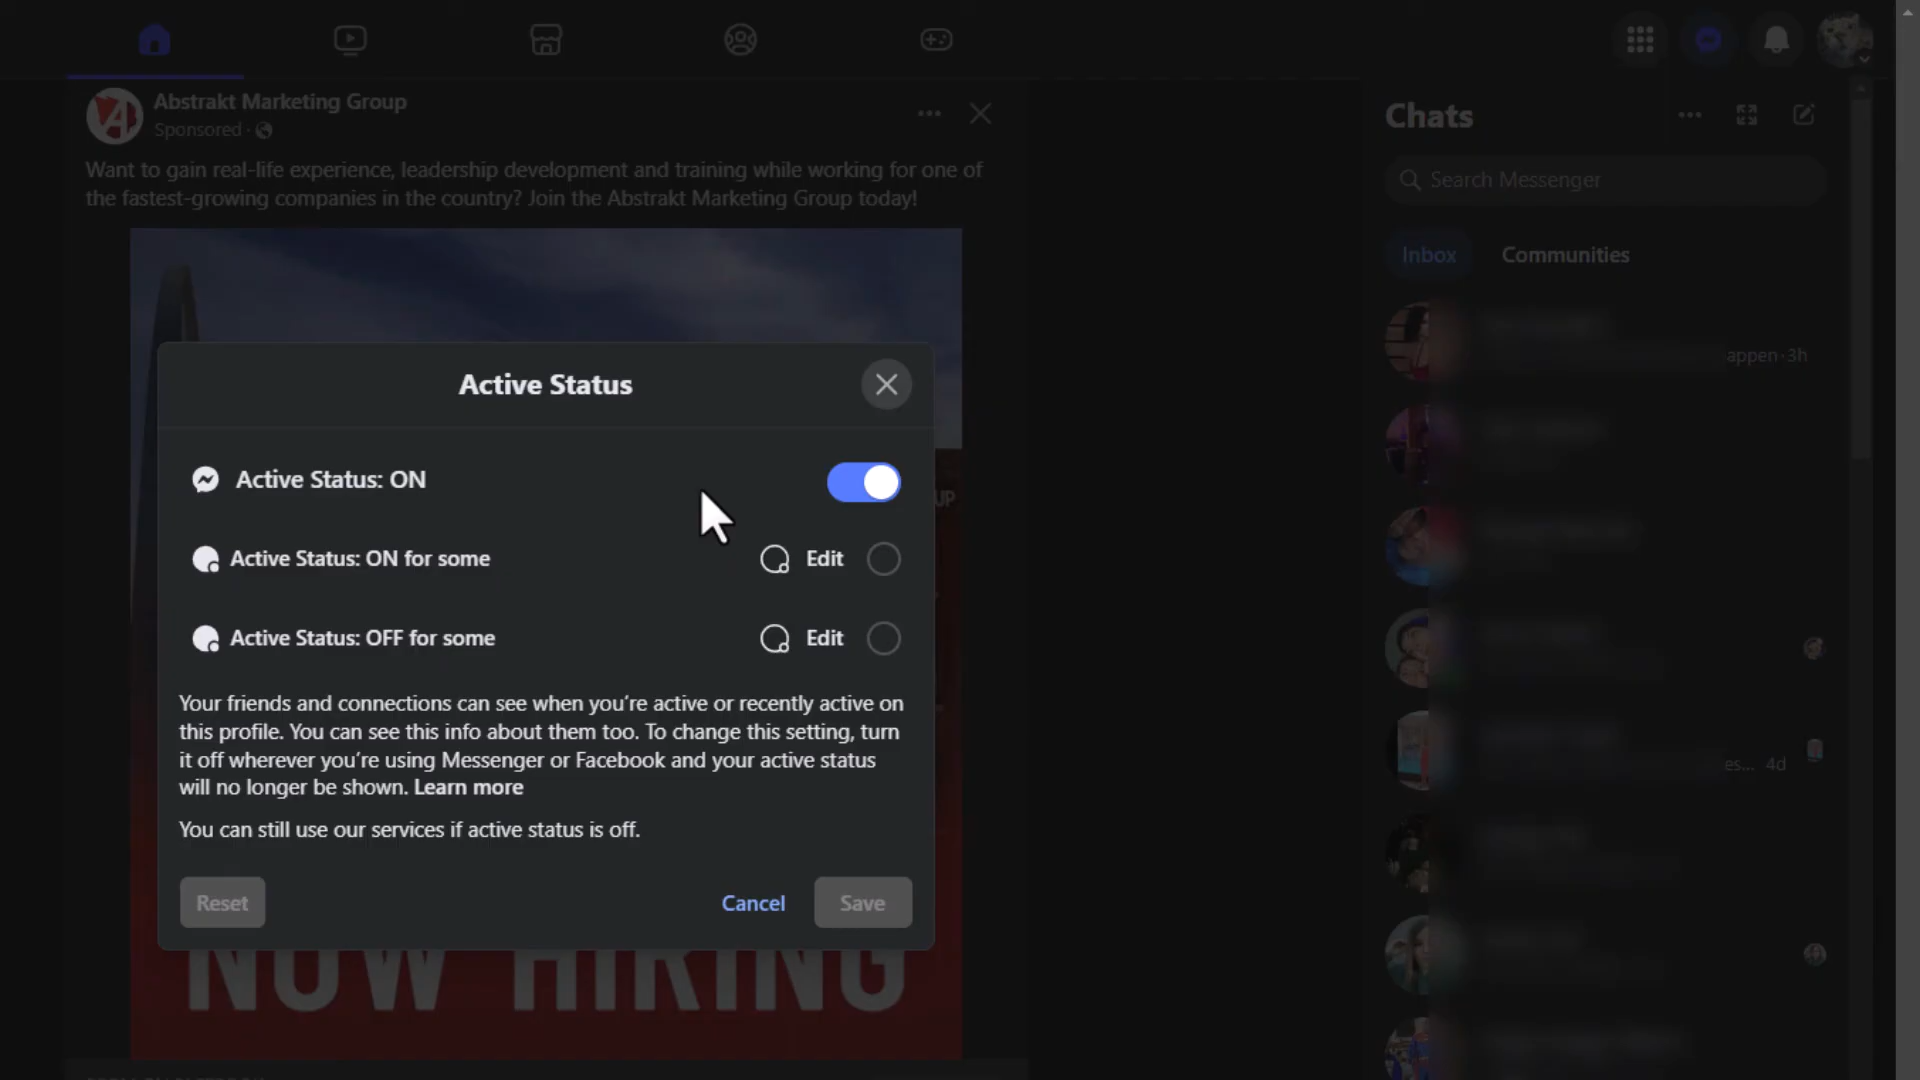 Abstrakt Marketing Group
Sponsored ·
Want to gain real-life experience, leadership development and training while working for one of
the fastest-growing companies in the country? Join the Abstrakt Marketing Group today!
Chats
Search Messenger
Inbox Communities
appen · 3h
Active Status
Active Status: ON
UP
Active Status: ON for some Edit
Active Status: OFF for some Edit
Your friends and connections can see when you're active or recently active on
this profile. You can see this info about them too. To change this setting, turn
it off wherever you're using Messenger or Facebook and your active status
will no longer be shown. Learn more
es... 4d
You can still use our services if active status is off.
Reset Cancel Save
NOW HIRING